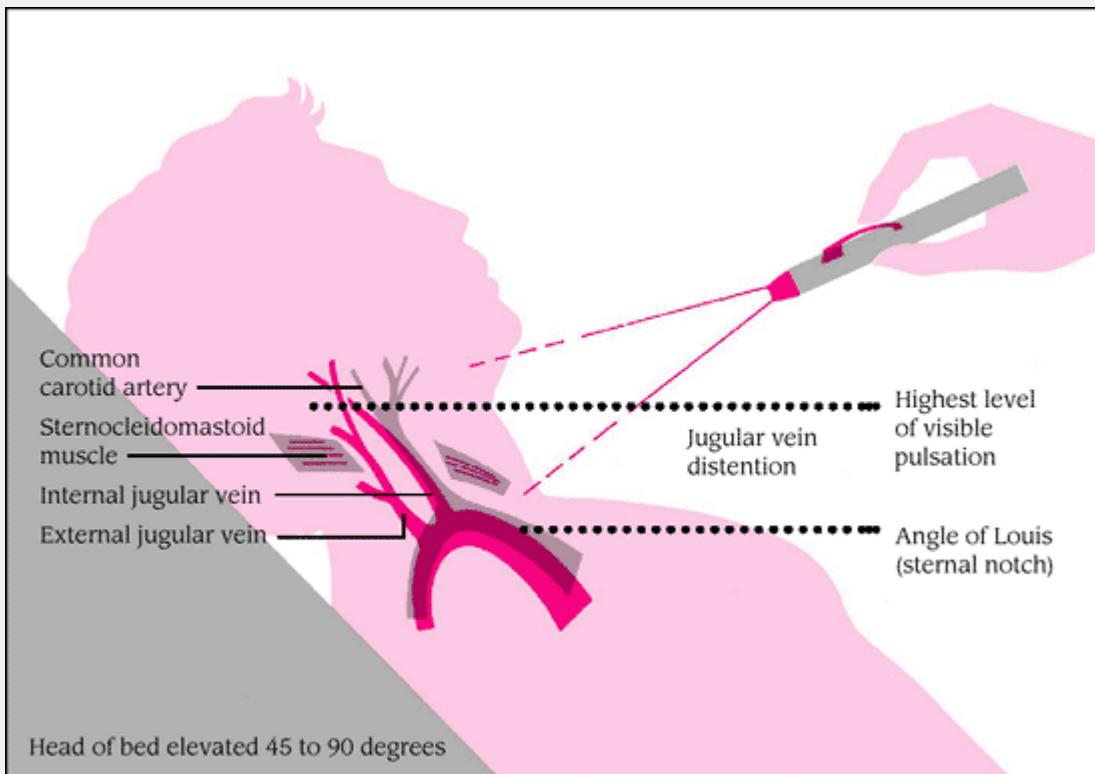 Common
carotid artery
Sternocleidomastoid
muscle
Internal jugular vein
External jugular vein
Jugular vein
distention
Highest level
of visible
pulsation
Angle of Louis
(sternal notch)
Head of bed elevated 45 to 90 degrees